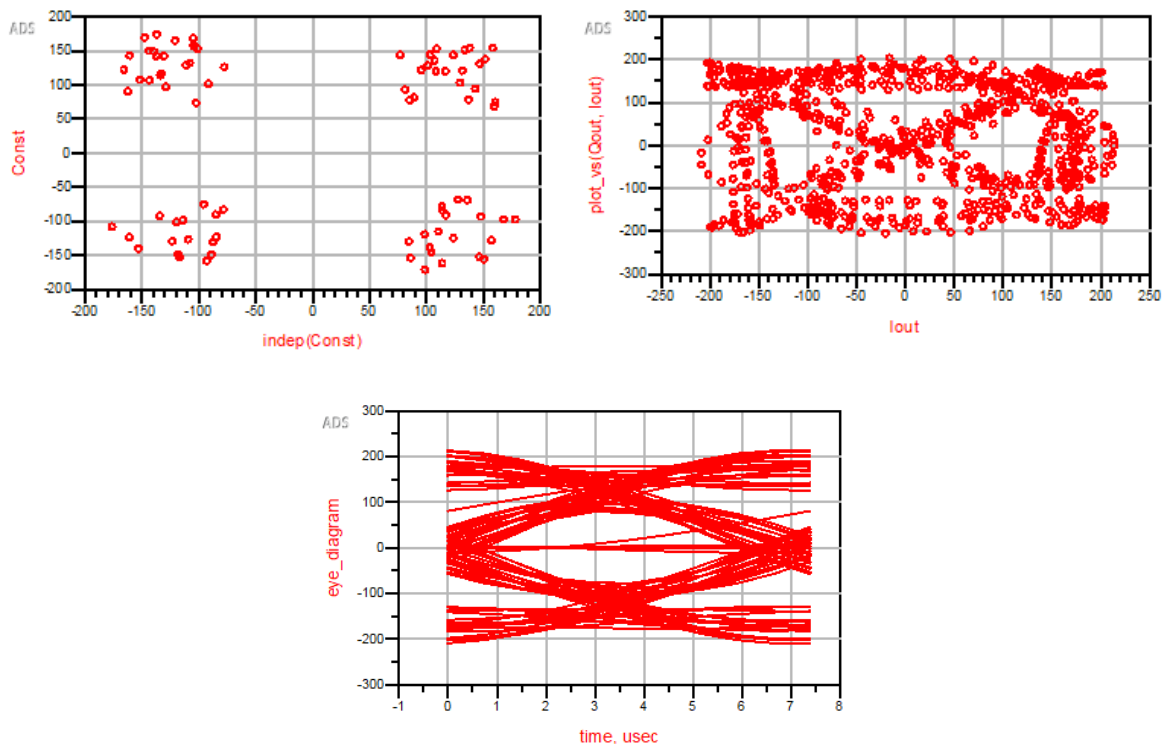 ADS
Const
200
150
100
50
0
-50
-100
-150
-200
-200 -150 -100 -50 0 50 100 150 200
indep(Const)
ADS
plot_vs(Qout, Iout)
300
200
100
0
-100
-200
-300
-250 -200 -150 -100 -50 0 50 100 150 200 250
Iout
ADS
eye_diagram
300
200
100
0
-100
-200
-300
-1 0 1 2 3 4 5 6 7 8
time, usec